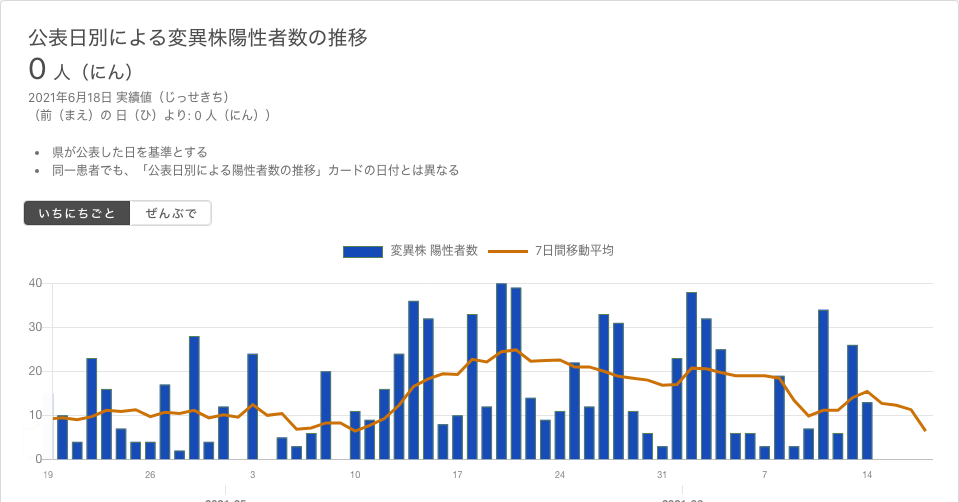 公表日別による変異株陽性者数の推移
0 人（にん）
2021年6月18日 実績値（じっせきち）
（前（まえ）の 日（ひ）より: 0 人（にん））
• 県が公表した日を基準とする
• 同一患者でも、「公表日別による陽性者数の推移」カードの日付とは異なる
いちにちごと ぜんぶで
変異株 陽性者数 7日間移動平均
40
30
20
10
0
19 26 3 10 17 24 31 7 14